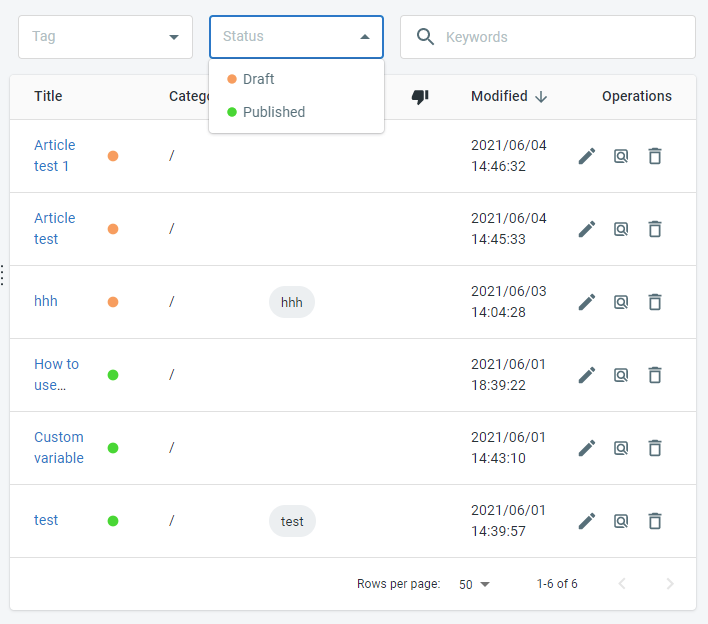 Tag
Status
Keywords
Draft
Published
Title
Modified
Operations
Article
test 1
/
2021/06/04
14:46:32
Article
test
/
2021/06/04
14:45:33
hhh
/
hhh
2021/06/03
14:04:28
How to
use...
/
2021/06/01
18:39:22
Custom
variable
/
2021/06/01
14:43:10
test
/
test
2021/06/01
14:39:57
Rows per page: 50
1-6 of 6